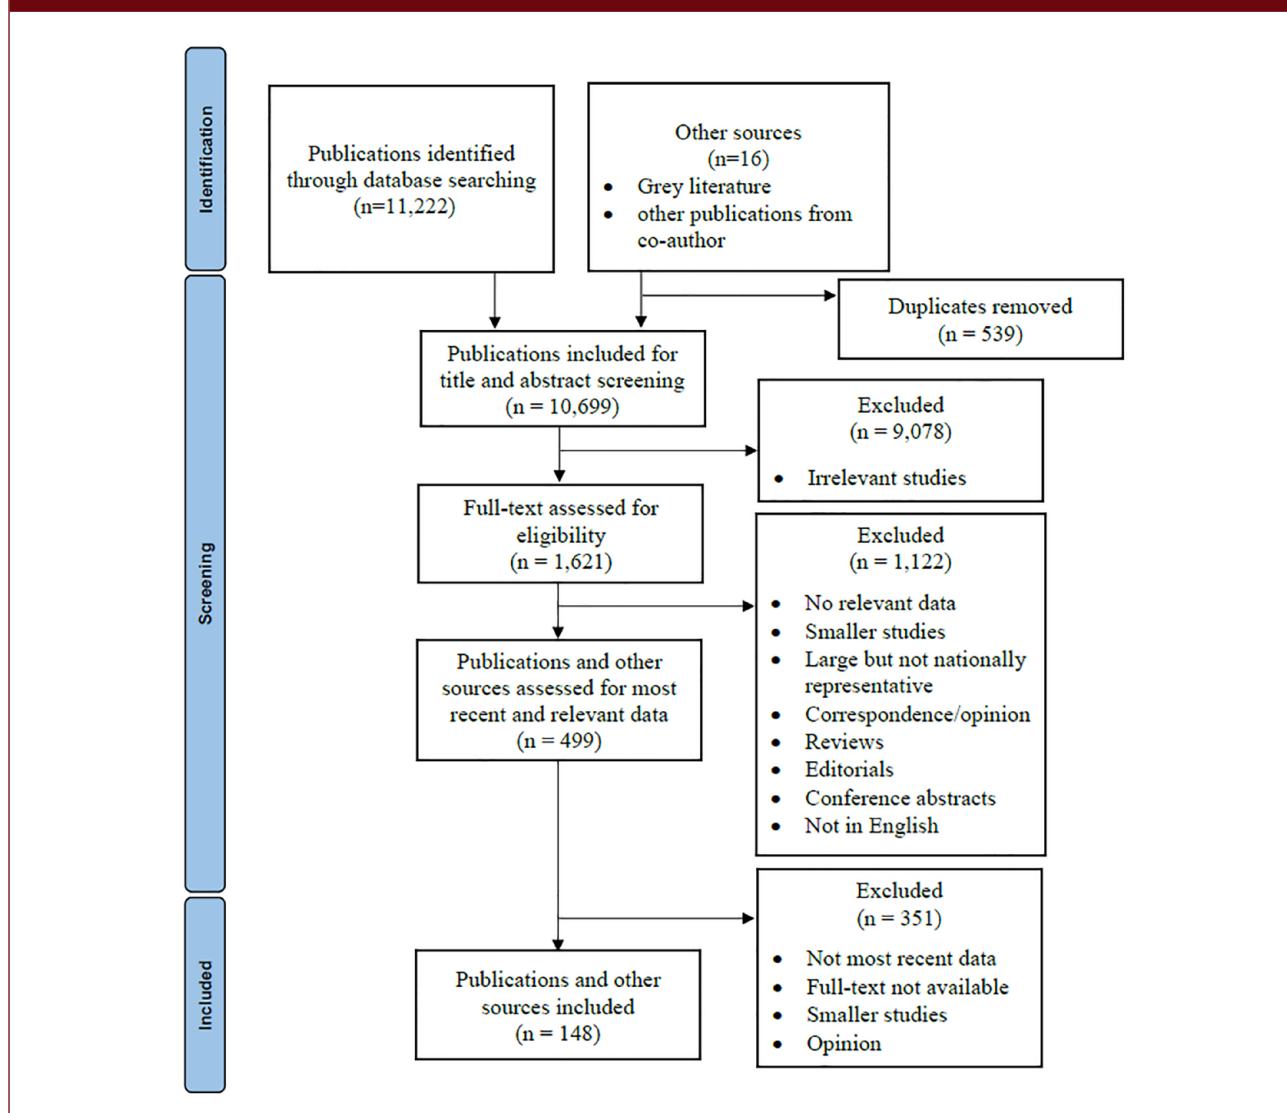 Identification
Publications identified
through database searching
(n=11,222)
Other sources
(n=16)
• Grey literature
• other publications from
co-author
Duplicates removed
(n = 539)
Screening
Publications included for
title and abstract screening
(n = 10,699)
Excluded
(n = 9,078)
• Irrelevant studies
Full-text assessed for
eligibility
(n = 1,621)
Excluded
(n = 1,122)
• No relevant data
• Smaller studies
• Large but not nationally
representative
• Correspondence/opinion
• Reviews
• Editorials
• Conference abstracts
• Not in English
Publications and other
sources assessed for most
recent and relevant data
(n = 499)
Included
Excluded
(n = 351)
• Not most recent data
• Full-text not available
• Smaller studies
• Opinion
Publications and other
sources included
(n = 148)